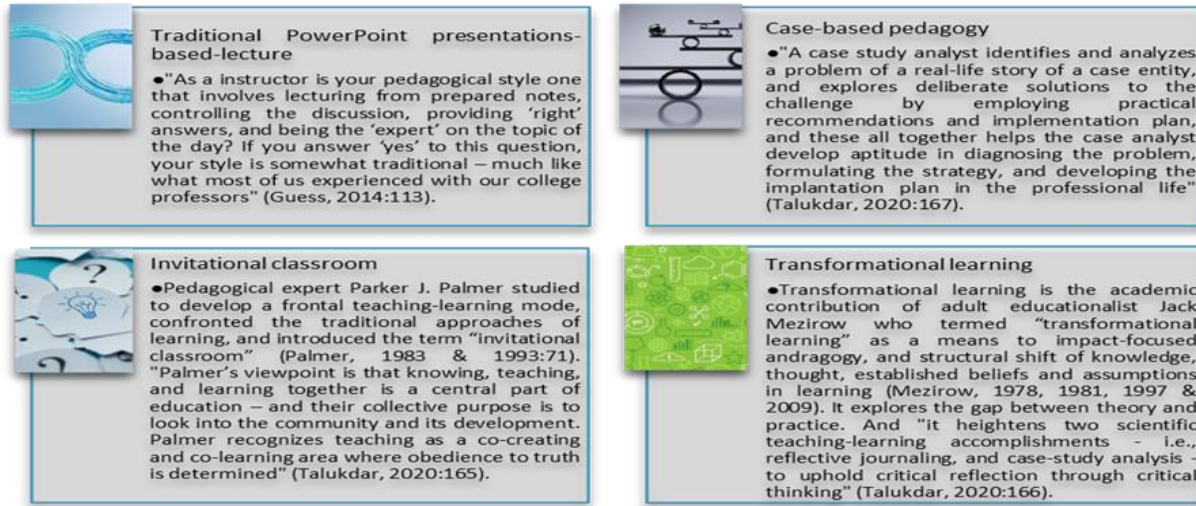 Traditional PowerPoint presentations-
based-lecture
●"As a instructor is your pedagogical style one
that involves lecturing from prepared notes,
controlling the discussion, providing ‘right’
answers, and being the ‘expert’ on the topic of
the day? If you answer ‘yes’ to this question,
your style is somewhat traditional – much like
what most of us experienced with our college
professors" (Guess, 2014:113).
Case-based pedagogy
●"A case study analyst identifies and analyzes
a problem of a real-life story of a case entity,
and explores deliberate solutions to the
challenge by employing practical
recommendations and implementation plan,
and these all together helps the case analyst
develop aptitude in diagnosing the problem,
formulating the strategy, and developing the
implantation plan in the professional life"
(Talukdar, 2020:167).
Invitational classroom
●Pedagogical expert Parker J. Palmer studied
to develop a frontal teaching-learning mode,
confronted the traditional approaches of
learning, and introduced the term “invitational
classroom” (Palmer, 1983 & 1993:71).
"Palmer's viewpoint is that knowing, teaching,
and learning together is a central part of
education – and their collective purpose is to
look into the community and its development.
Palmer recognizes teaching as a co-creating
and co-learning area where obedience to truth
is determined" (Talukdar, 2020:165).
Transformational learning
●Transformational learning is the academic
contribution of adult educationalist Jack
Mezirow who termed “transformational
learning” as a means to impact-focused
andragogy, and structural shift of knowledge,
thought, established beliefs and assumptions
in learning (Mezirow, 1978, 1981, 1997 &
2009). It explores the gap between theory and
practice. And "it heightens two scientific
teaching-learning accomplishments - i.e.,
reflective journaling, and case-study analysis -
to uphold critical reflection through critical
thinking" (Talukdar, 2020:166).